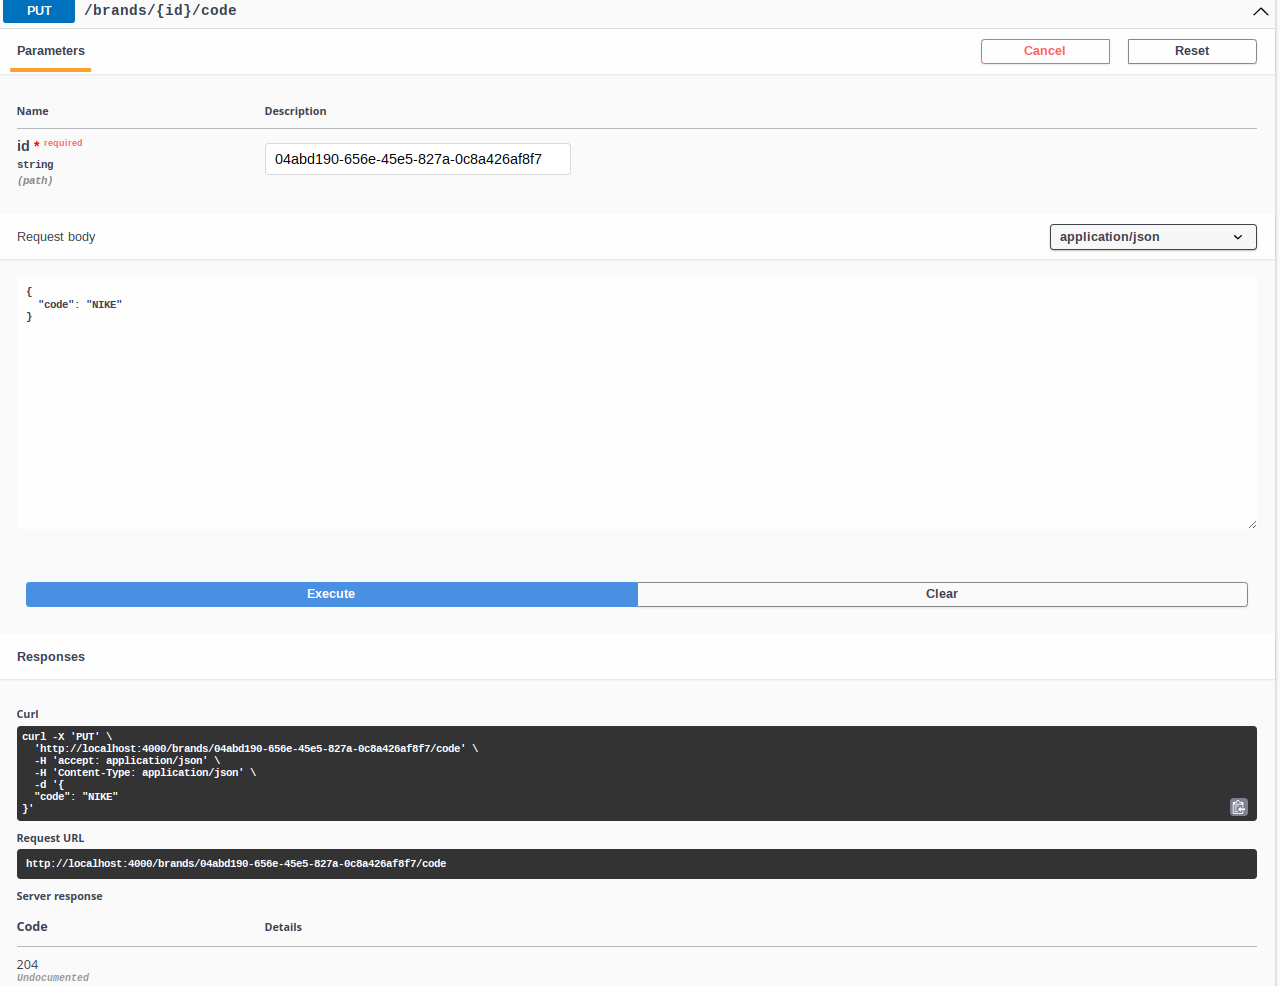 PUT /brands/{id}/code
Parameters
Cancel
Reset
Name Description
id * required
string
(path)
04abd190-656e-45e5-827a-0c8a426af8f7
Request body
application/json
{
  "code": "NIKE"
}
Execute
Clear
Responses
Curl
curl -X 'PUT' \
  'http://localhost:4000/brands/04abd190-656e-45e5-827a-0c8a426af8f7/code' \
  -H 'accept: application/json' \
  -H 'Content-Type: application/json' \
  -d '{
  "code": "NIKE"
}'
Request URL
http://localhost:4000/brands/04abd190-656e-45e5-827a-0c8a426af8f7/code
Server response
Code Details
204
Undocumented